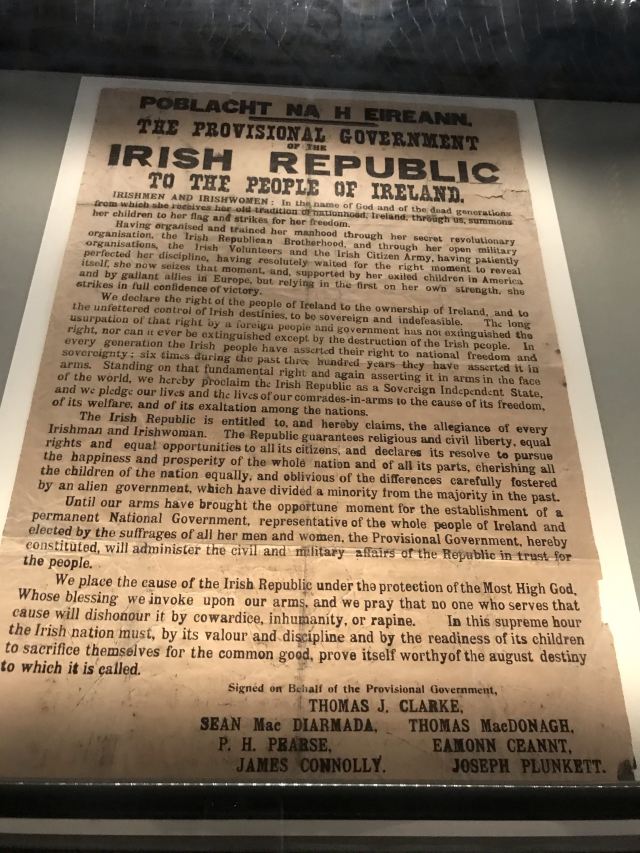 POBLACHT NA H EIREANN.
THE PROVISIONAL GOVERNMENT
OF THE
IRISH REPUBLIC
TO THE PEOPLE OF IRELAND.
IRISHMEN AND IRISHWOMEN: In the name of God and of the dead generations
from which she receives her old tradition of nationhood, Ireland, through us, summons
her children to her flag and strikes for her freedom.
Having organised and trained her manhood through her secret revolutionary
organisation, the Irish Republican Brotherhood, and through her open military
organisations, the Irish Volunteers and the Irish Citizen Army, having patiently
perfected her discipline, having resolutely waited for the right moment to reveal
itself, she now seizes that moment, and, supported by her exiled children in America
and by gallant allies in Europe, but relying in the first on her own strength, she
strikes in full confidence of victory.
We declare the right of the people of Ireland to the ownership of Ireland, and to
the unfettered control of Irish destinies, to be sovereign and indefeasible. The long
usurpation of that right by a foreign people and government has not extinguished the
right, nor can it ever be extinguished except by the destruction of the Irish people. In
every generation the Irish people have asserted their right to national freedom and
sovereignty; six times during the past three hundred years they have asserted it in
arms. Standing on that fundamental right and again asserting it in arms in the face
of the world, we hereby proclaim the Irish Republic as a Sovereign Independent State,
and we pledge our lives and the lives of our comrades-in-arms to the cause of its freedom,
of its welfare, and of its exaltation among the nations.
The Irish Republic is entitled to, and hereby claims, the allegiance of every
Irishman and Irishwoman. The Republic guarantees religious and civil liberty, equal
rights and equal opportunities to all its citizens, and declares its resolve to pursue
the happiness and prosperity of the whole nation and of all its parts, cherishing all
the children of the nation equally, and oblivious of the differences carefully fostered
by an alien government, which have divided a minority from the majority in the past.
Until our arms have brought the opportune moment for the establishment of a
permanent National Government, representative of the whole people of Ireland and
elected by the suffrages of all her men and women, the Provisional Government, hereby
constituted, will administer the civil and military affairs of the Republic in trust for
the people.
We place the cause of the Irish Republic under the protection of the Most High God,
Whose blessing we invoke upon our arms, and we pray that no one who serves that
cause will dishonour it by cowardice, inhumanity, or rapine. In this supreme hour
the Irish nation must, by its valour and discipline and by the readiness of its children
to sacrifice themselves for the common good, prove itself worthy of the august destiny
to which it is called.
Signed on Behalf of the Provisional Government,
THOMAS J. CLARKE,
SEAN Mac DIARMADA, THOMAS MacDONAGH,
P. H. PEARSE, EAMONN CEANNT,
JAMES CONNOLLY. JOSEPH PLUNKETT.